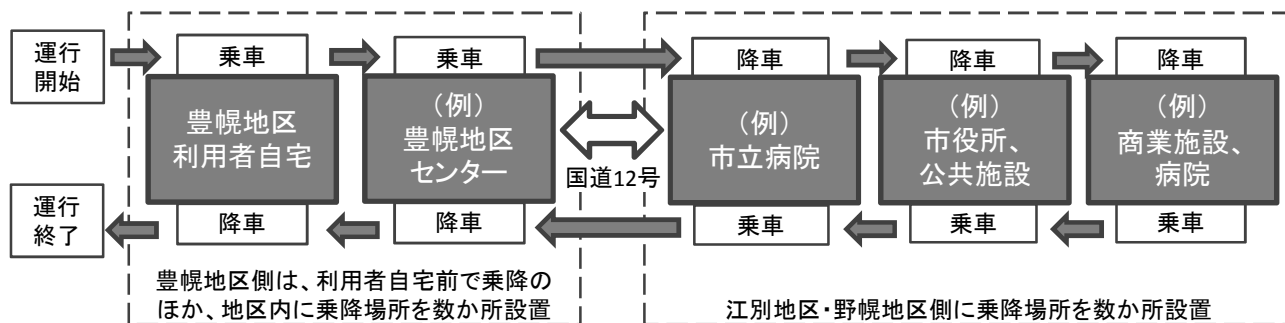 運行
開始
乗車
乗車
降車
降車
降車
豊幌地区
利用者自宅
(例)
豊幌地区
センター
国道12号
(例)
市立病院
(例)
市役所、
公共施設
(例)
商業施設、
病院
運行
終了
降車
降車
乗車
乗車
乗車
豊幌地区側は、利用者自宅前で乗降の
ほか、地区内に乗降場所を数か所設置
江別地区・野幌地区側に乗降場所を数か所設置